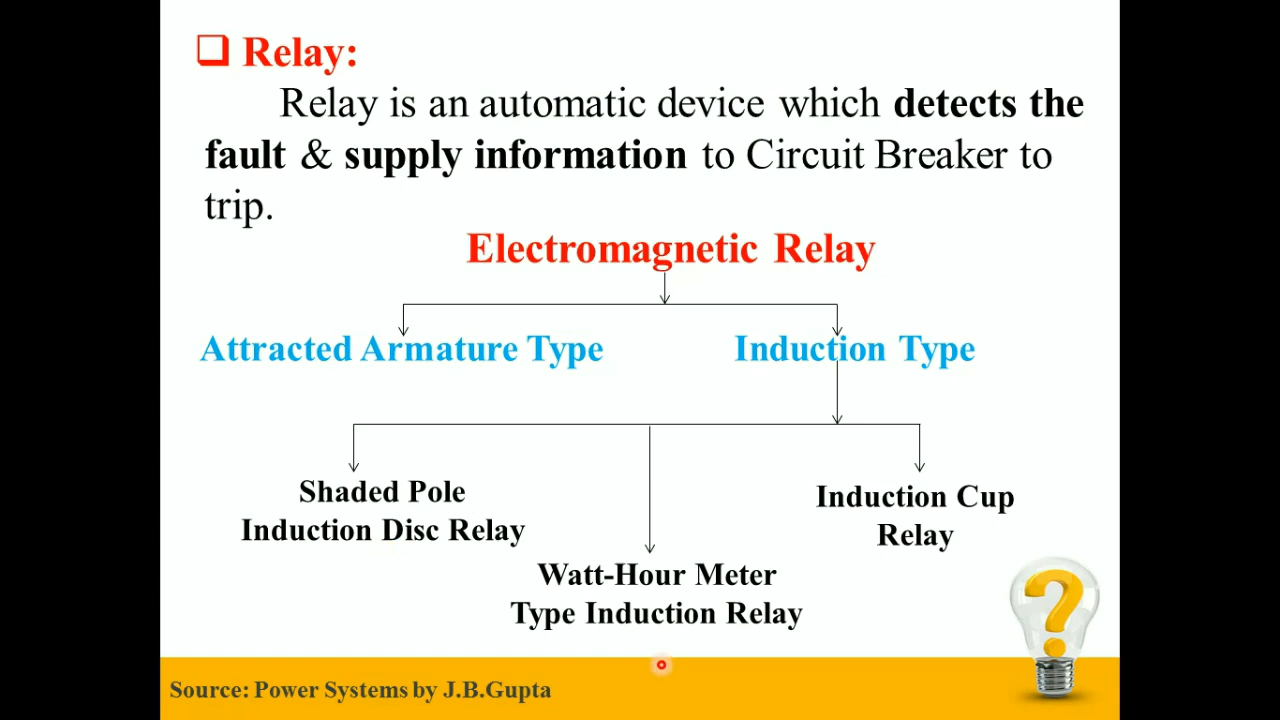 Relay:
Relay is an automatic device which detects the
fault & supply information to Circuit Breaker to
trip.
Electromagnetic Relay
Attracted Armature Type
Induction Type
Shaded Pole
Induction Disc Relay
Induction Cup
Relay
Watt-Hour Meter
Type Induction Relay
?
Source: Power Systems by J.B.Gupta